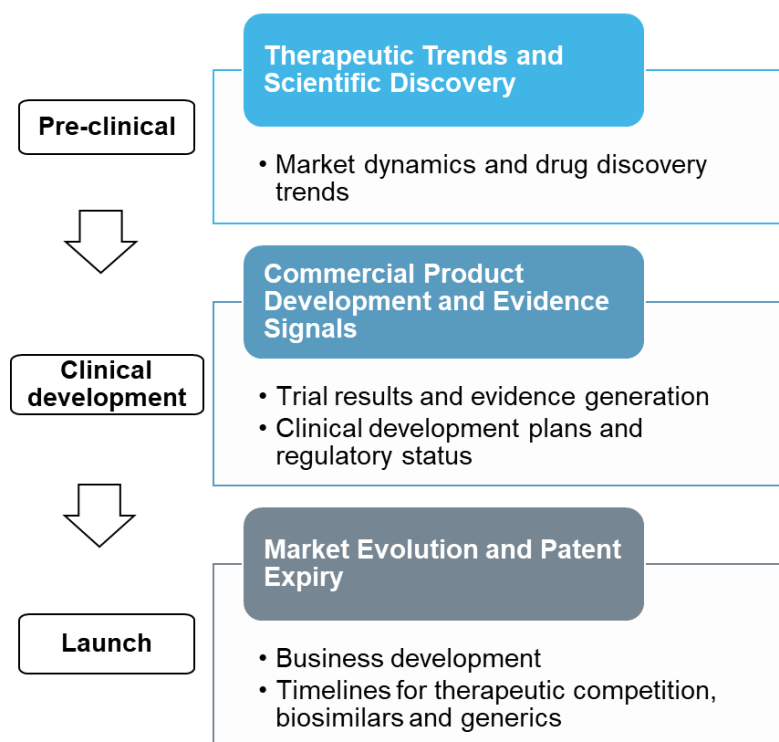 Therapeutic Trends and
Scientific Discovery
Pre-clinical
• Market dynamics and drug discovery
trends
Commercial Product
Development and Evidence
Signals
Clinical
development
• Trial results and evidence generation
• Clinical development plans and
regulatory status
Market Evolution and Patent
Expiry
Launch
• Business development
• Timelines for therapeutic competition,
biosimilars and generics